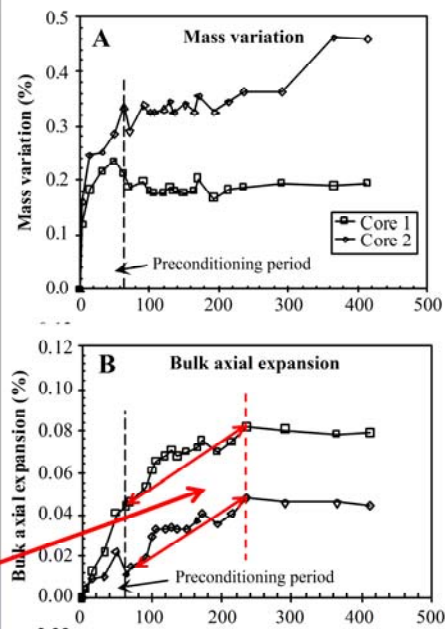 0.5
A
Mass variation
0.4
0.3
0.2
0.1
0.0
Mass variation (%)
Core 1
Core 2
Preconditioning period
0 100 200 300 400 500
0.12
B
Bulk axial expansion
0.10
0.08
0.06
0.04
0.02
0.00
Bulk axial expansion (%)
Preconditioning period
0 100 200 300 400 500